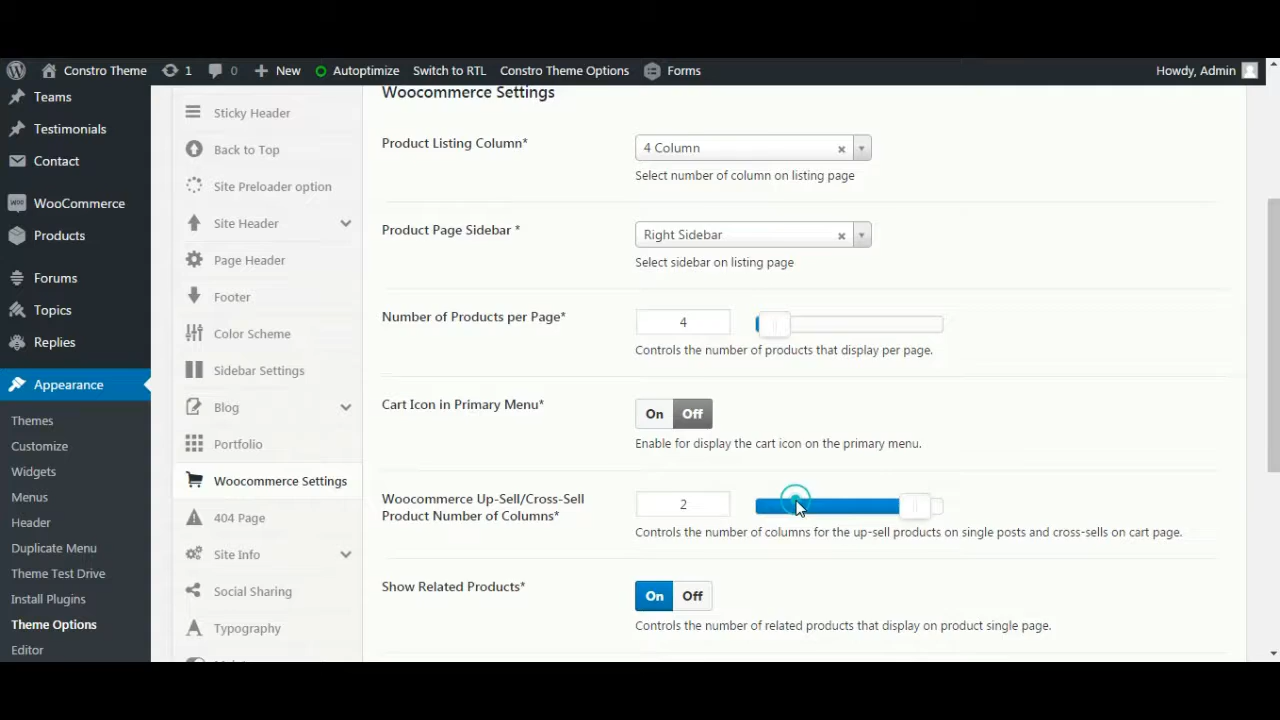 Constro Theme 1 0 New Autoptimize Switch to RTL Constro Theme Options Forms Howdy, Admin
Teams
Testimonials
Contact
WOO WooCommerce
Products
Forums
Topics
Replies
Appearance
Themes
Customize
Widgets
Menus
Header
Duplicate Menu
Theme Test Drive
Install Plugins
Theme Options
Editor
Sticky Header
Back to Top
Site Preloader option
Site Header
Page Header
Footer
Color Scheme
Sidebar Settings
Blog
Portfolio
Woocommerce Settings
404 Page
Site Info
Social Sharing
Typography
Woocommerce Settings
Product Listing Column*
4 Column
Select number of column on listing page
Product Page Sidebar *
Right Sidebar
Select sidebar on listing page
Number of Products per Page*
4
Controls the number of products that display per page.
Cart Icon in Primary Menu*
On Off
Enable for display the cart icon on the primary menu.
Woocommerce Up-Sell/Cross-Sell
Product Number of Columns*
2
Controls the number of columns for the up-sell products on single posts and cross-sells on cart page.
Show Related Products*
On Off
Controls the number of related products that display on product single page.